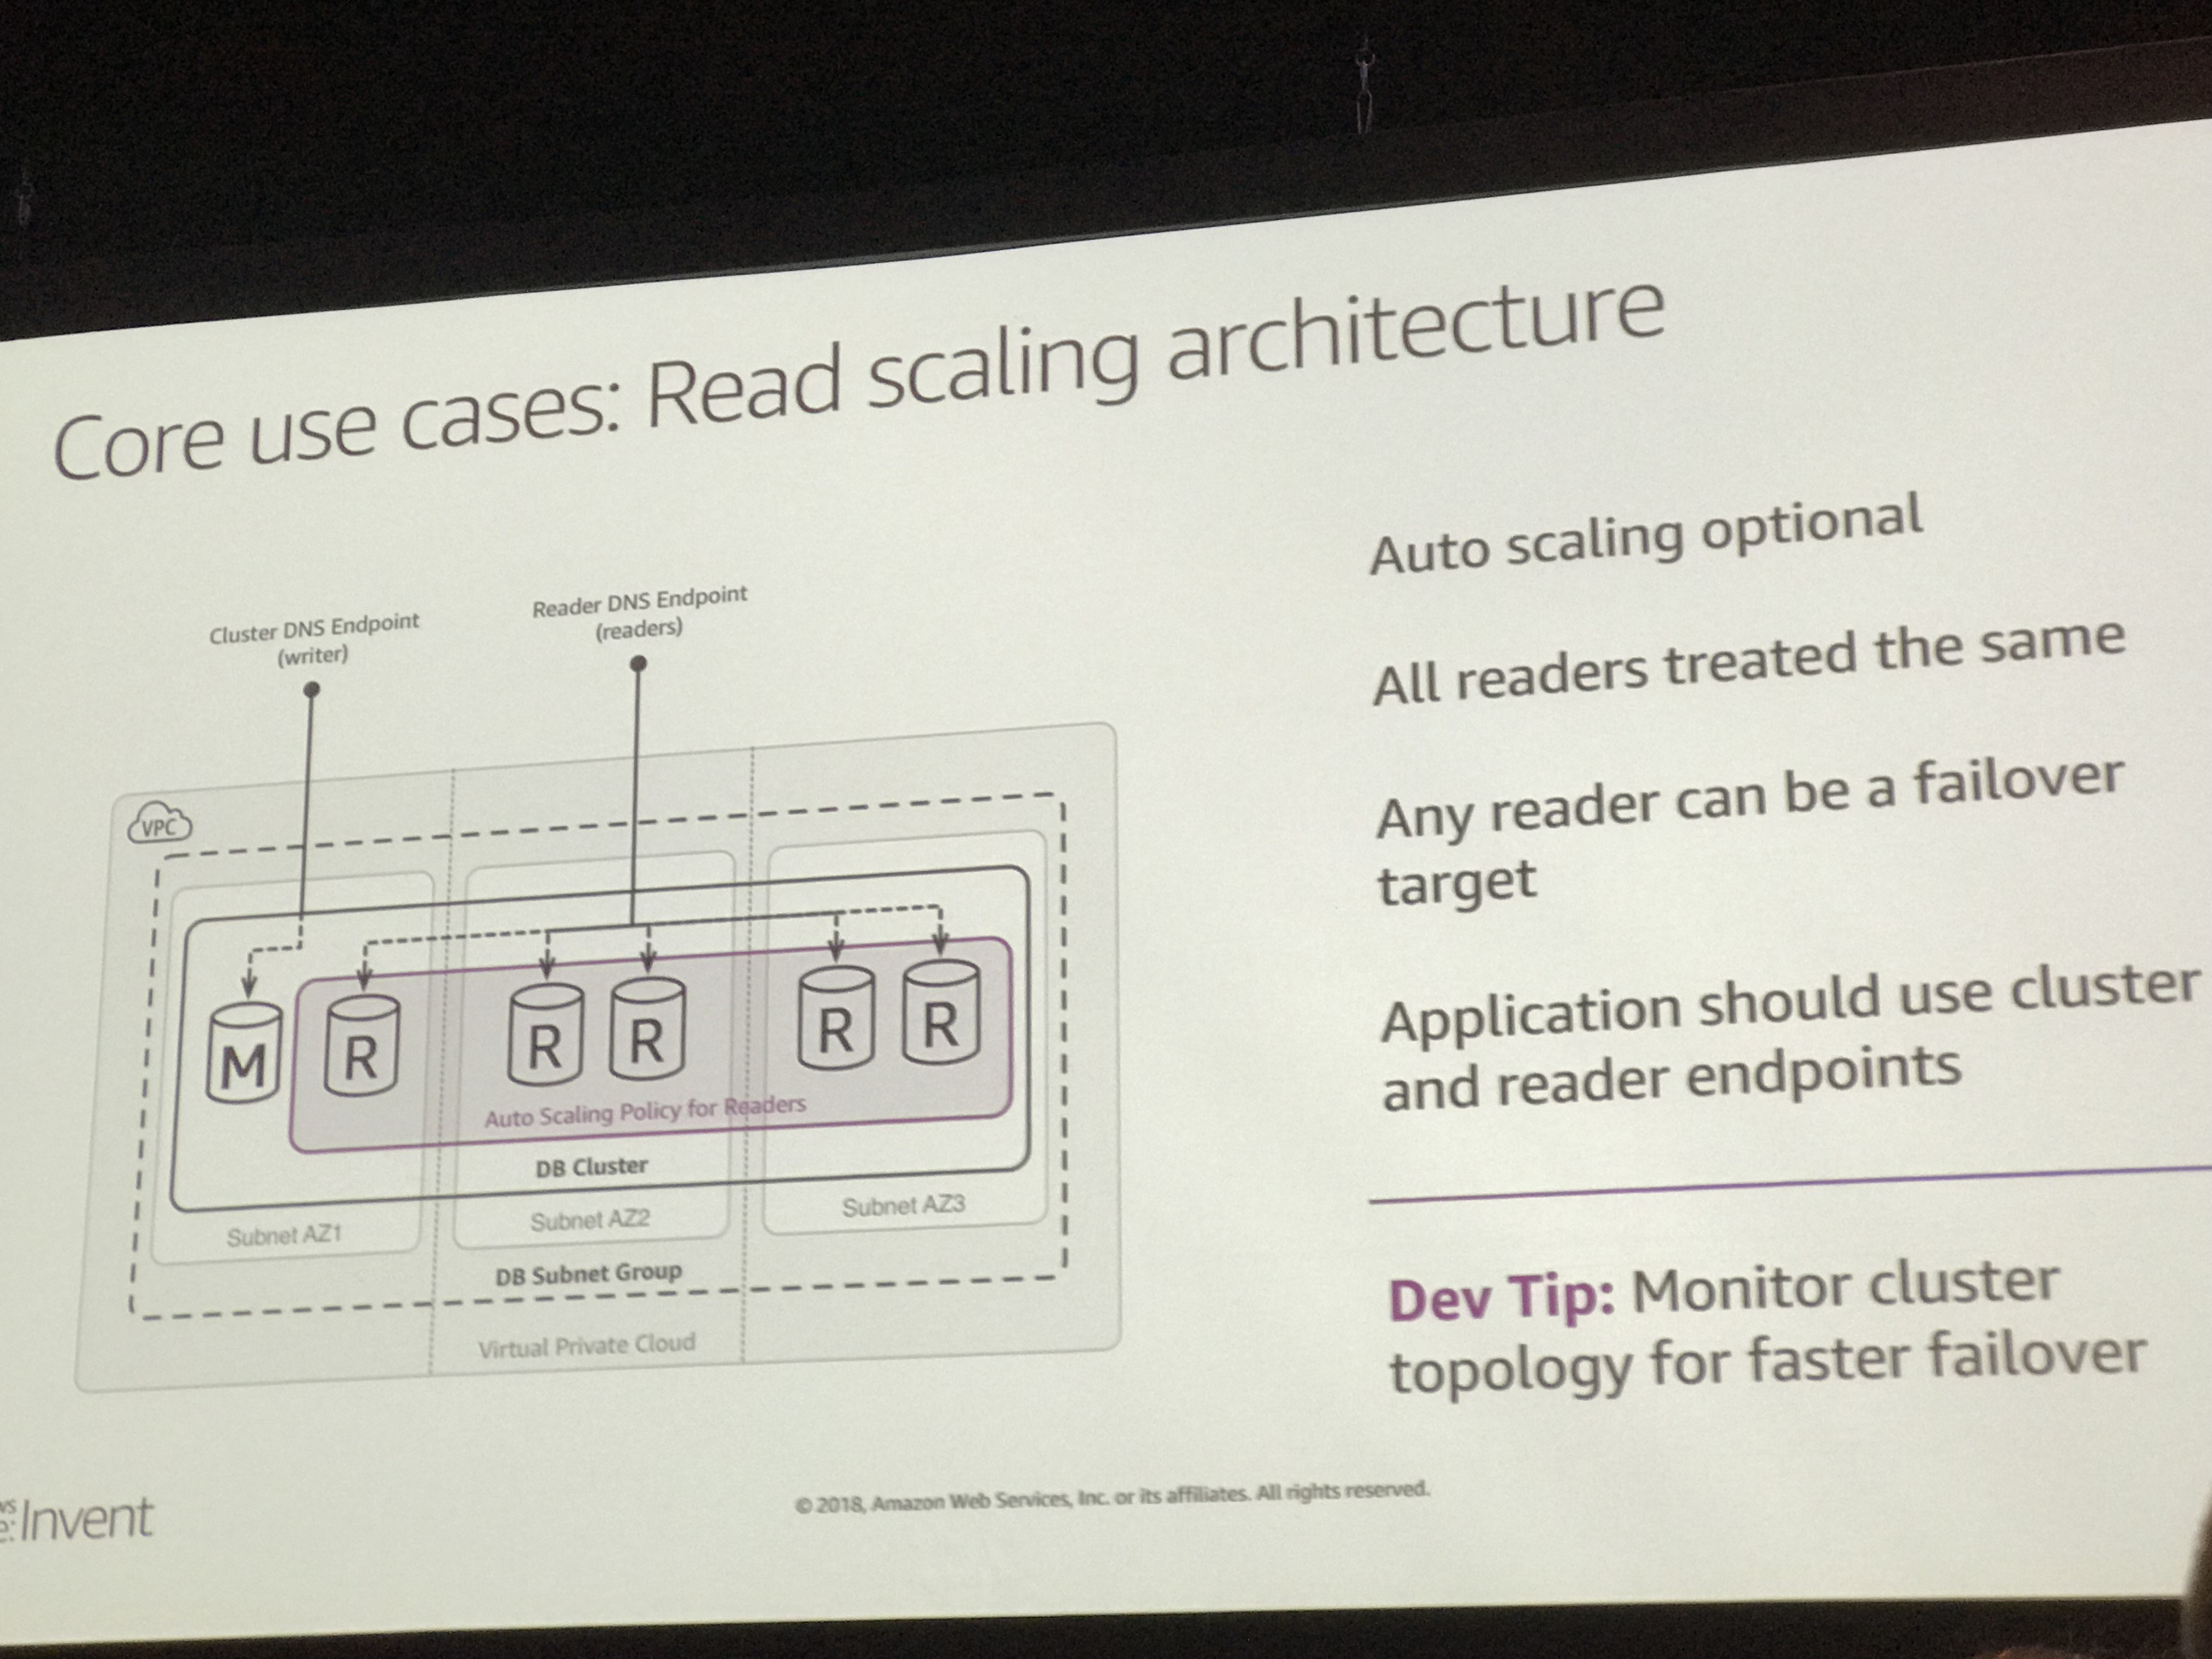 Core use cases: Read scaling architecture
Cluster DNS Endpoint
(writer)
Reader DNS Endpoint
(readers)
VPC
M
R
R
R
R
R
Auto Scaling Policy for Readers
DB Cluster
Subnet AZ1
Subnet AZ2
Subnet AZ3
DB Subnet Group
Virtual Private Cloud
Auto scaling optional
All readers treated the same
Any reader can be a failover
target
Application should use cluster
and reader endpoints
Dev Tip: Monitor cluster
topology for faster failover
ws
e:Invent
© 2018, Amazon Web Services, Inc. or its affiliates. All rights reserved.